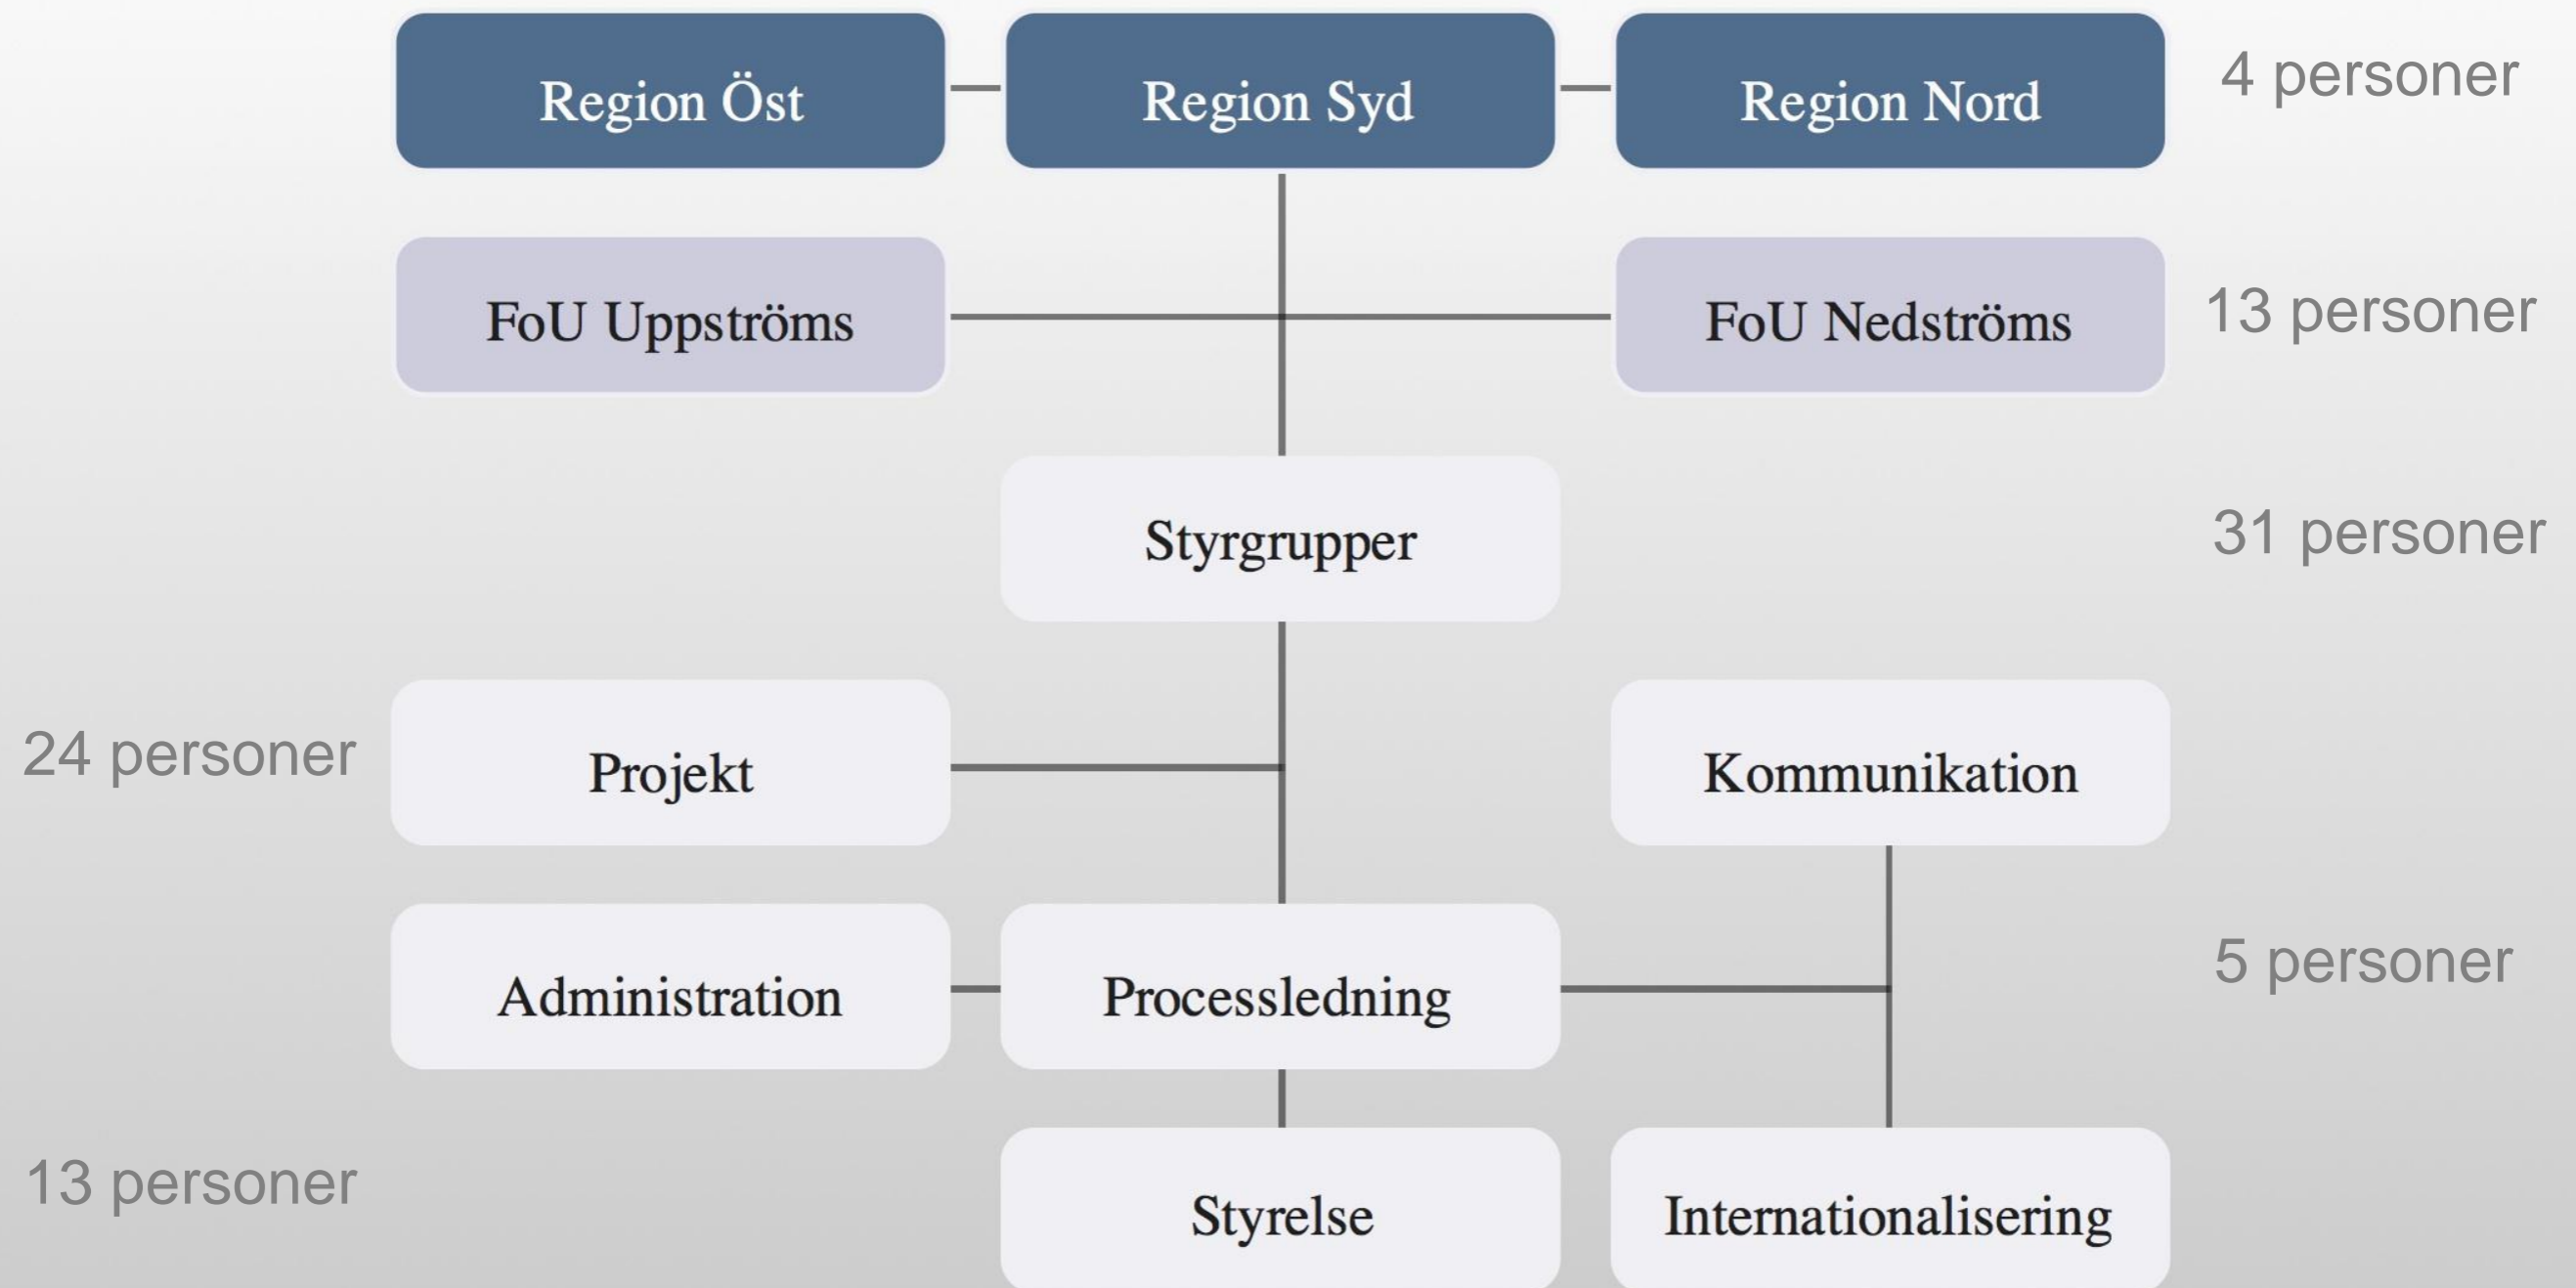 Region Öst
Region Syd
Region Nord
4 personer
FoU Uppströms
FoU Nedströms
13 personer
Styrgrupper
31 personer
24 personer
Projekt
Kommunikation
Administration
Processledning
5 personer
13 personer
Styrelse
Internationalisering